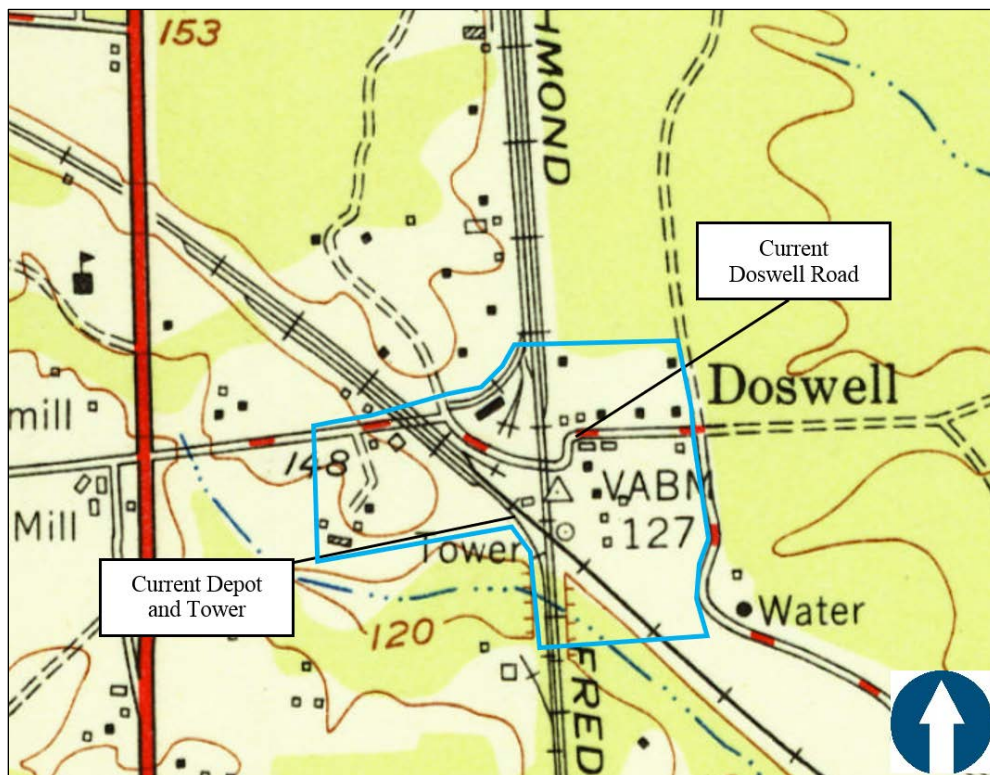 153
HMOND
Current
Doswell Road
Doswell
mill
148
VABM
127
Mill
Tower
Current Depot
and Tower
Water
120
FRED